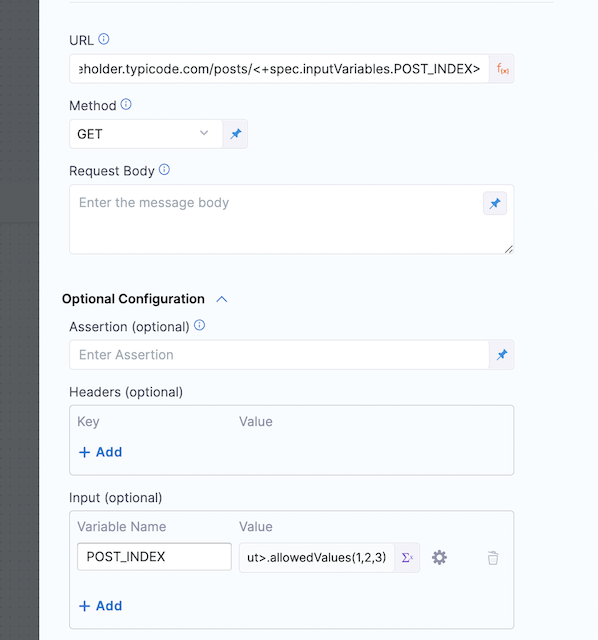 URL
eholder.typicode.com/posts/<+spec.inputVariables.POST_INDEX>
f(x)
Method
GET
Request Body
Enter the message body
Optional Configuration
Assertion (optional)
Enter Assertion
Headers (optional)
Key Value
+ Add
Input (optional)
Variable Name Value
POST_INDEX ut>.allowedValues(1,2,3)
+ Add